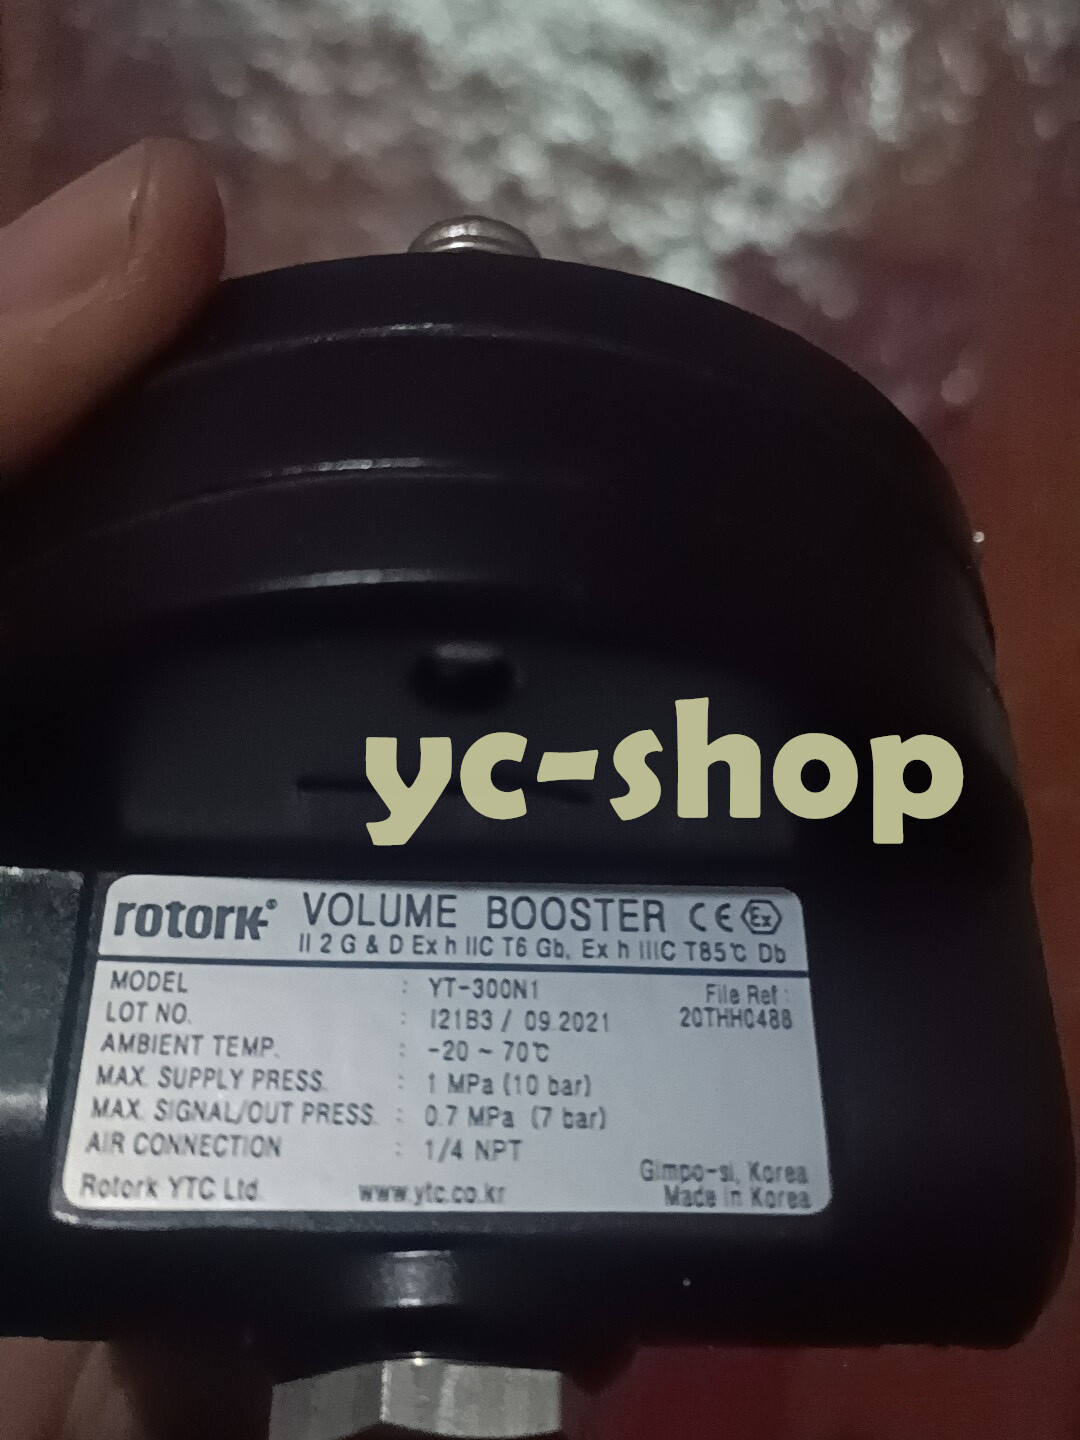 yc-shop
rotork® VOLUME BOOSTER CE Ex
II 2 G & D Ex h IIC T6 Gb, Ex h IIIC T85℃ Db
MODEL : YT-300N1 File Ref :
LOT NO. : I21B3 / 09.2021 20THH0488
AMBIENT TEMP. : -20 ~ 70℃
MAX. SUPPLY PRESS. : 1 MPa (10 bar)
MAX. SIGNAL/OUT PRESS. : 0.7 MPa (7 bar)
AIR CONNECTION : 1/4 NPT
Gimpo-si, Korea
Rotork YTC Ltd. www.ytc.co.kr Made in Korea